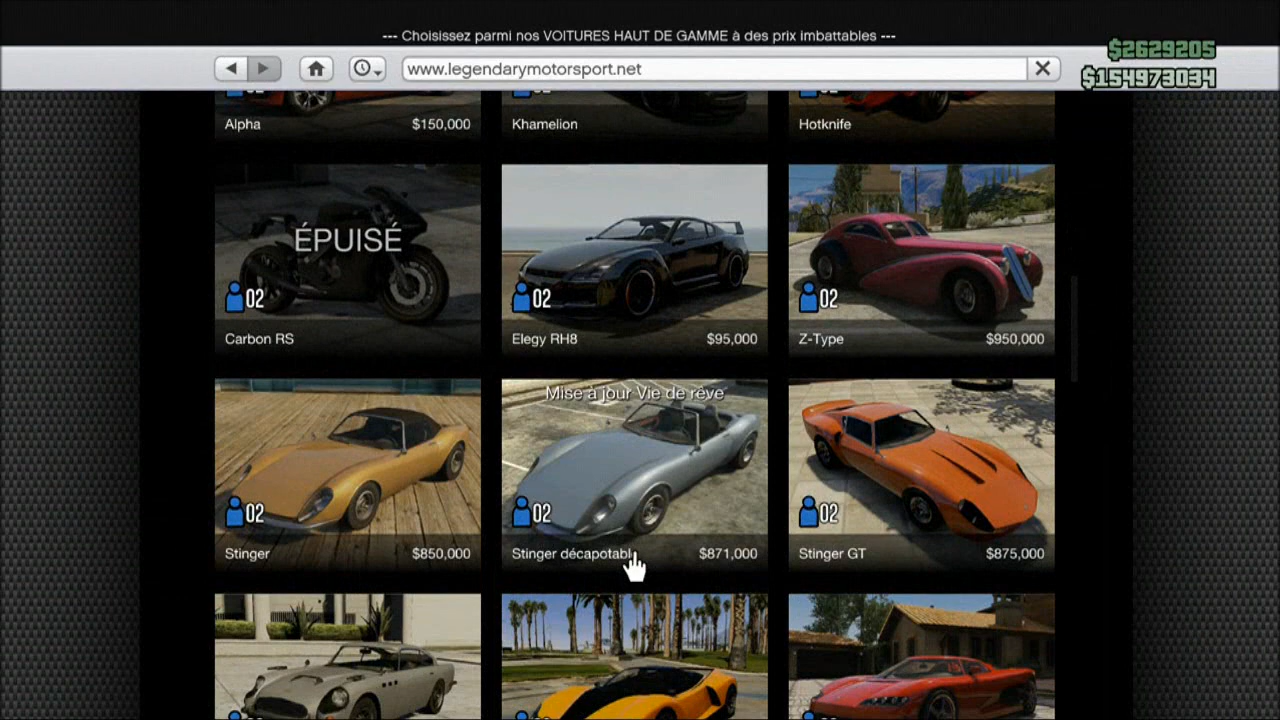 --- Choisissez parmi nos VOITURES HAUT DE GAMME à des prix imbattables ---
$2629205
www.legendarymotorsport.net
$154973034
Alpha $150,000
Khamelion
Hotknife
ÉPUISÉ
02
02
02
Carbon RS
Elegy RH8 $95,000
Z-Type $950,000
Mise à jour Vie de rêve
02
02
02
Stinger $850,000
Stinger décapotabl $871,000
Stinger GT $875,000